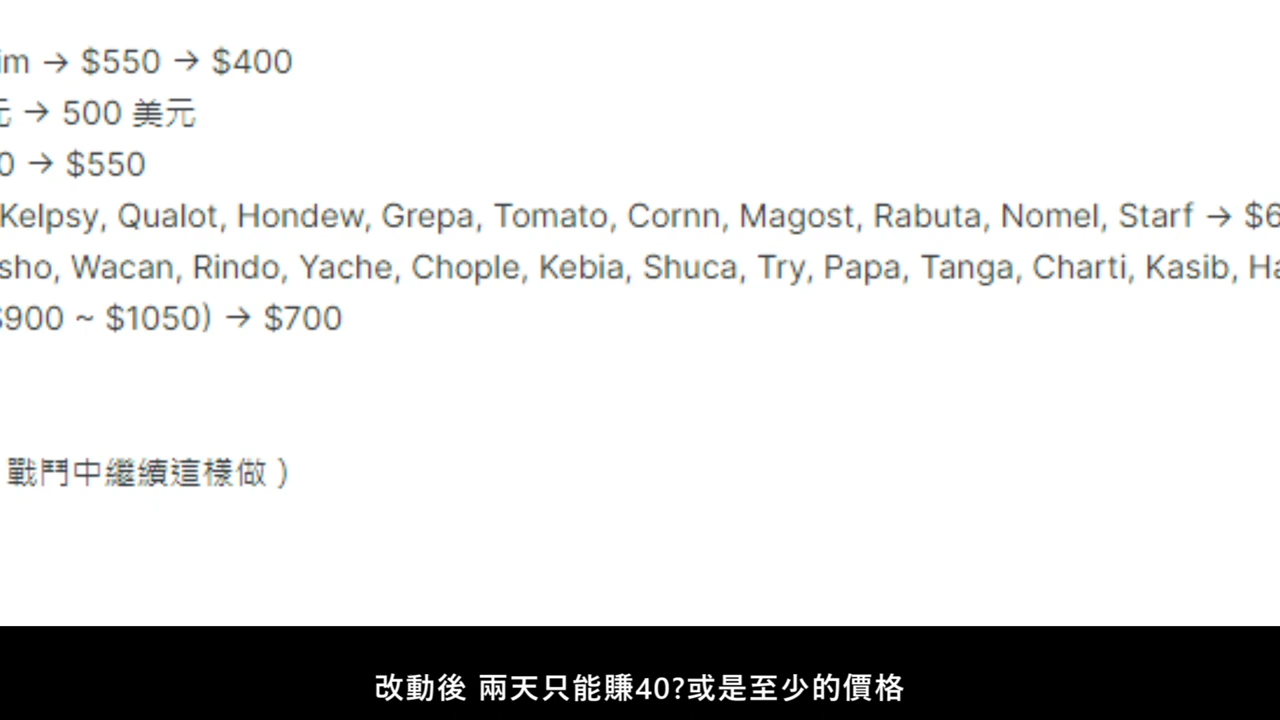 im → $550 → $400
元 → 500 美元
0 → $550
Kelpsy, Qualot, Hondew, Grepa, Tomato, Cornn, Magost, Rabuta, Nomel, Starf → $6
sho, Wacan, Rindo, Yache, Chople, Kebia, Shuca, Try, Papa, Tanga, Charti, Kasib, Ha
$900 ~ $1050) → $700
戰鬥中繼續這樣做 )
改動後 兩天只能賺40?或是至少的價格